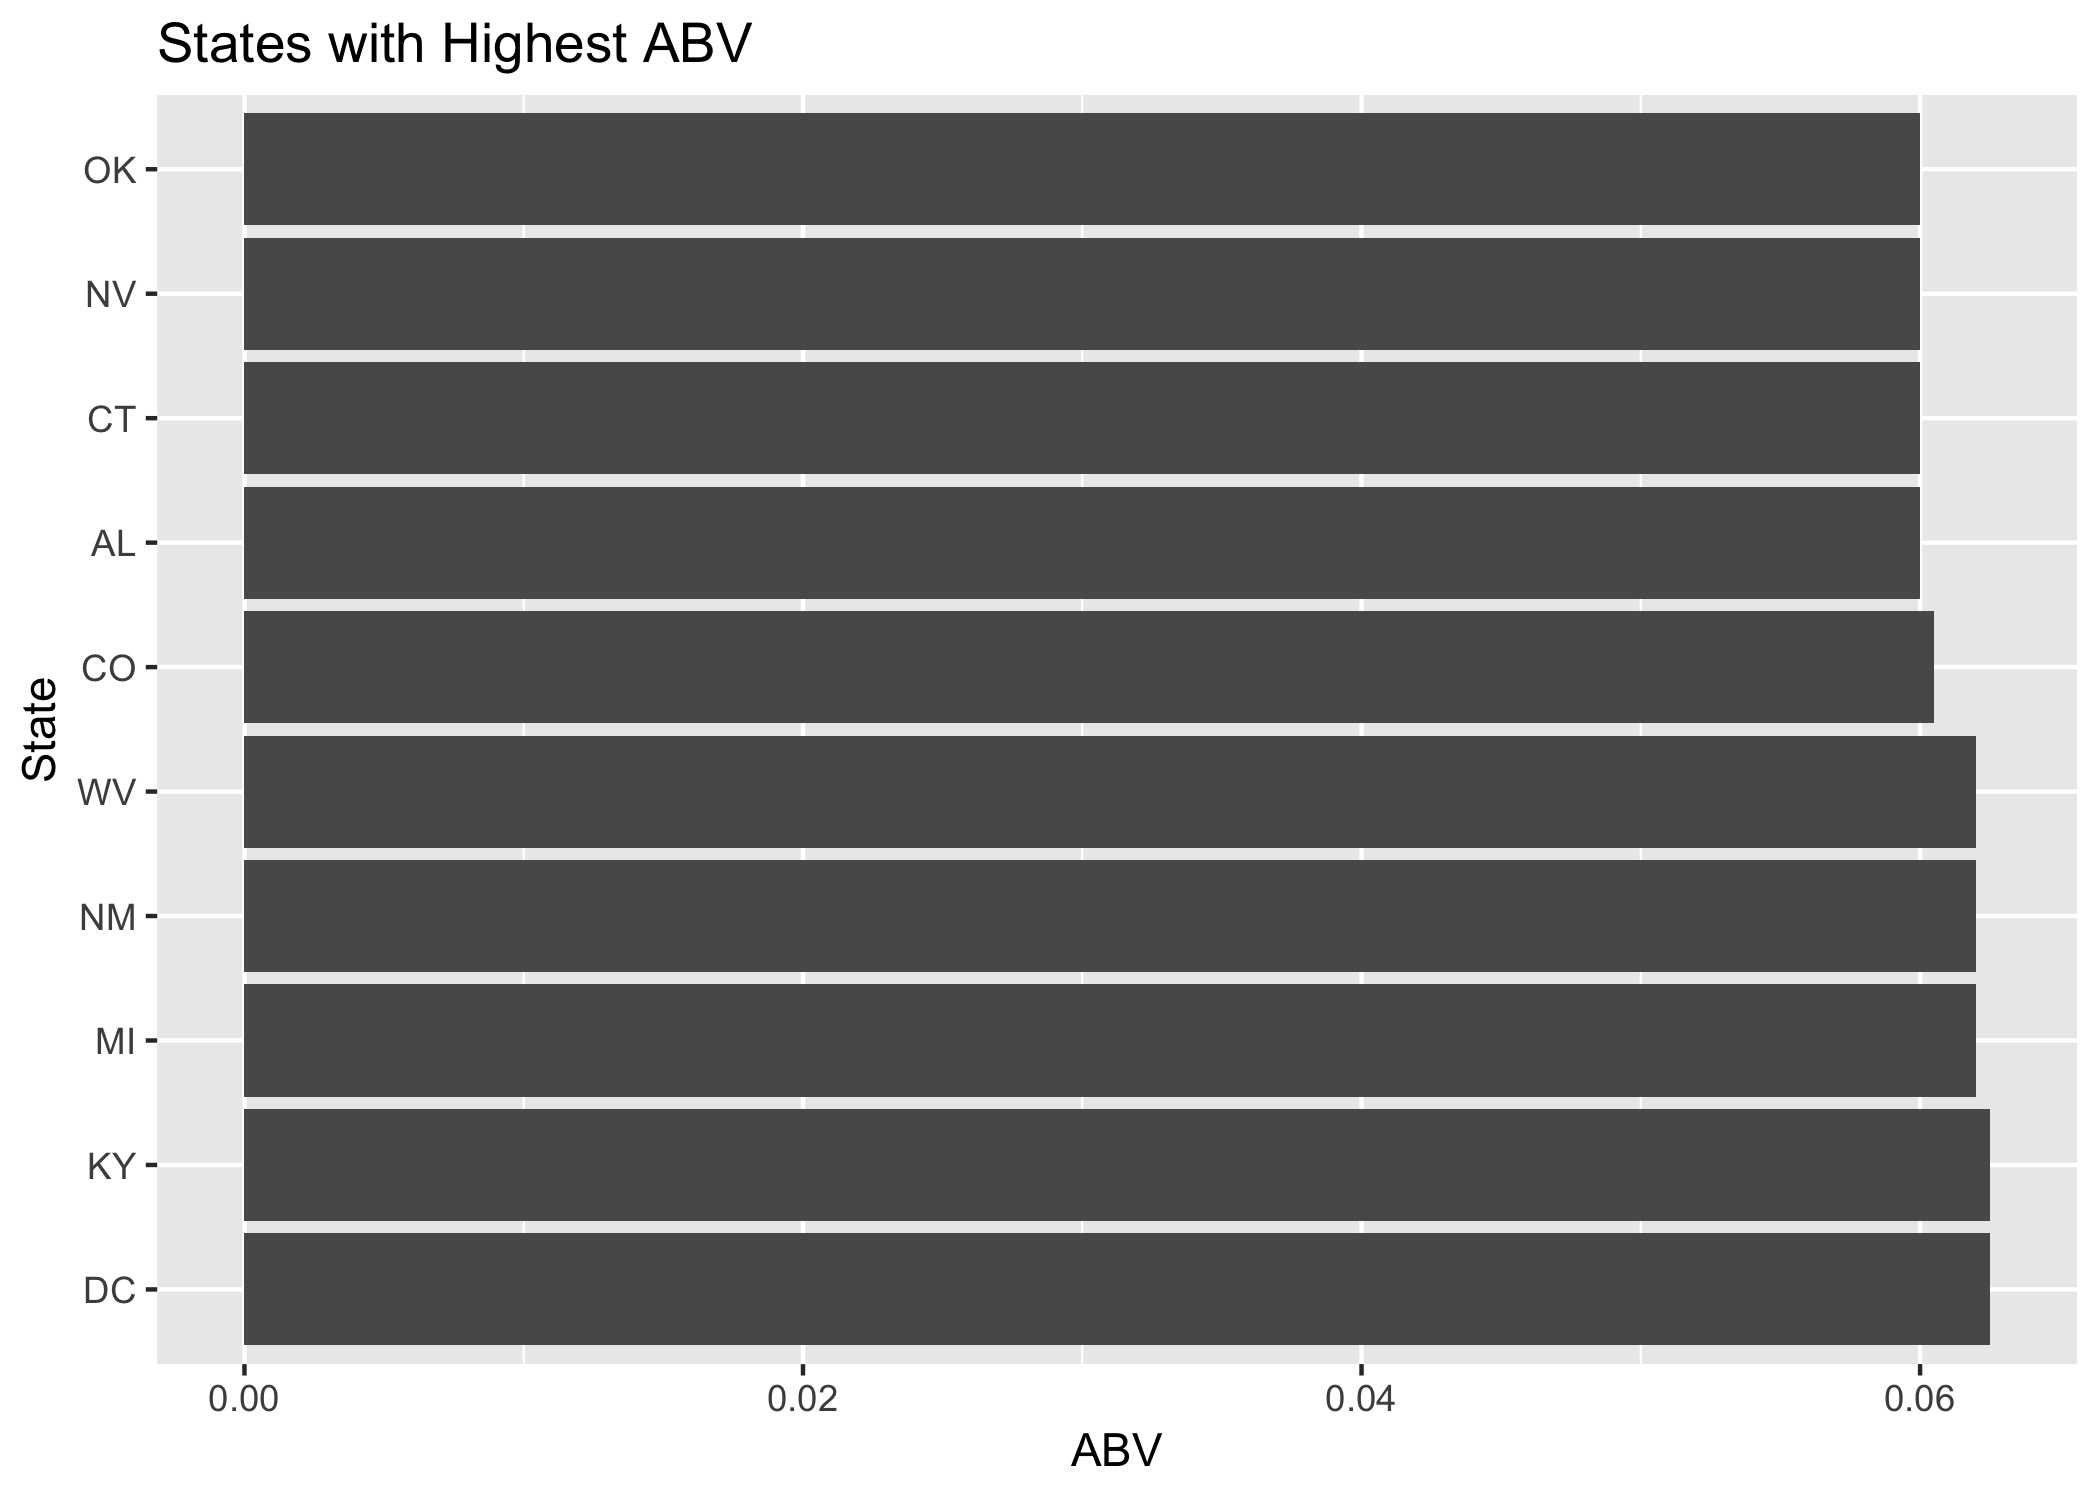 States with Highest ABV
OK
NV
CT
AL
CO
WV
NM
MI
KY
DC
State
0.00
0.02
0.04
0.06
ABV